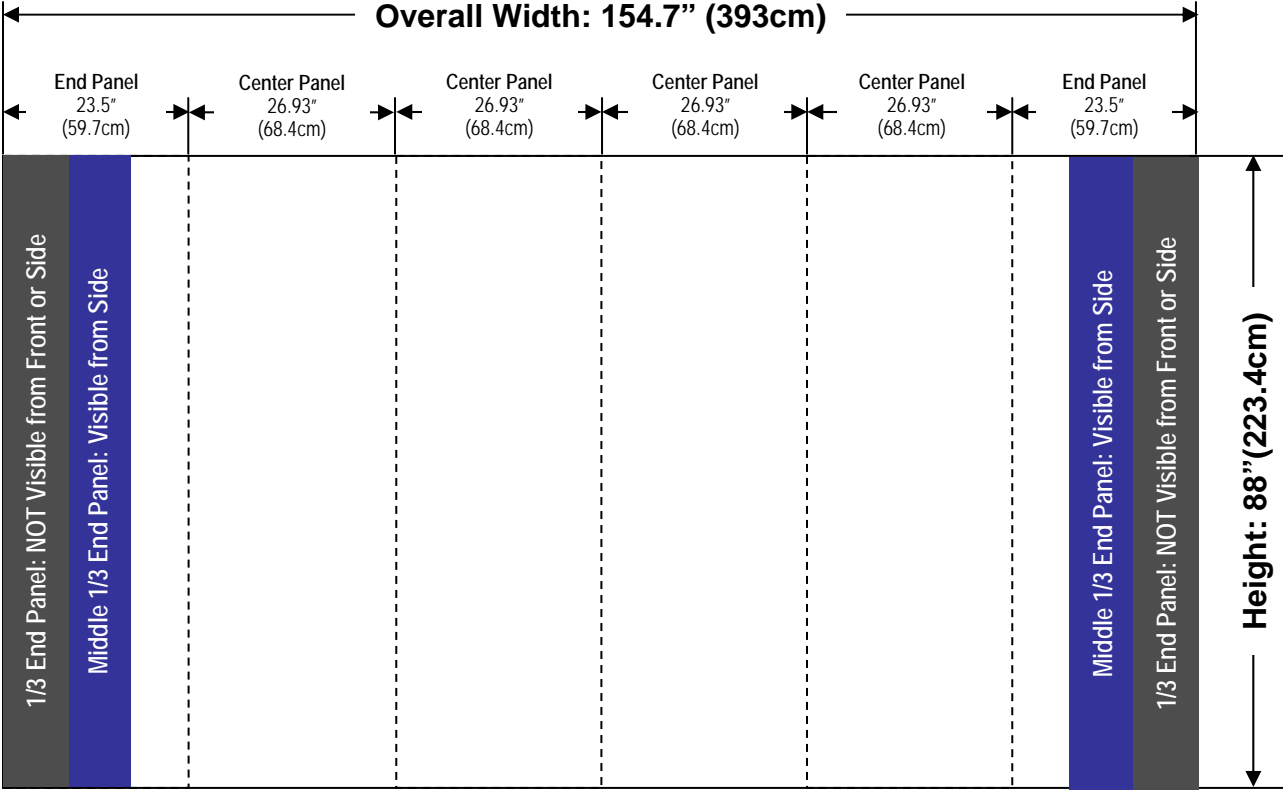 Overall Width: 154.7” (393cm)
End Panel
23.5”
(59.7cm)
Center Panel
26.93”
(68.4cm)
Center Panel
26.93”
(68.4cm)
Center Panel
26.93”
(68.4cm)
Center Panel
26.93”
(68.4cm)
End Panel
23.5”
(59.7cm)
1/3 End Panel: NOT Visible from Front or Side
Middle 1/3 End Panel: Visible from Side
Middle 1/3 End Panel: Visible from Side
1/3 End Panel: NOT Visible from Front or Side
Height: 88”(223.4cm)